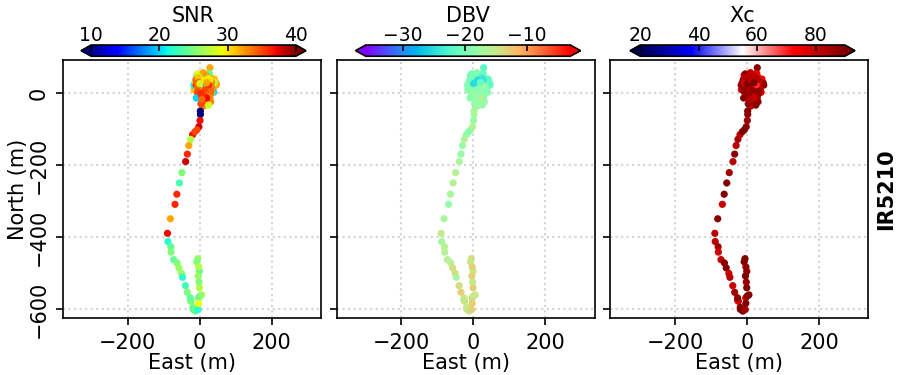 SNR DBV Xc
10 20 30 40 −30 −20 −10 20 40 60 80
North (m)
0
−200
−400
−600
IR5210
−200 0 200 −200 0 200 −200 0 200
East (m) East (m) East (m)